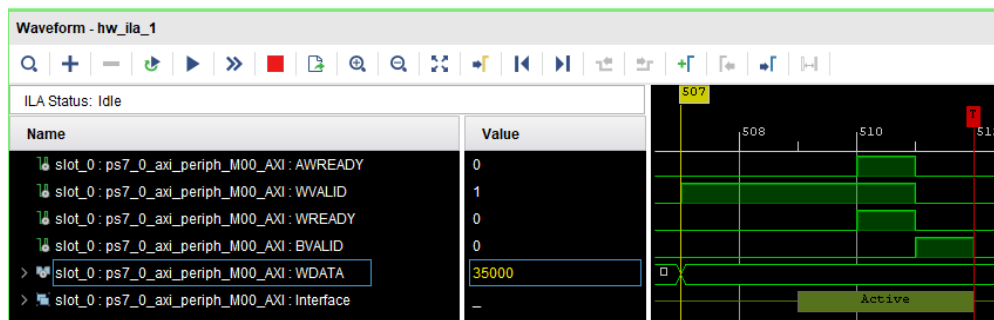 Waveform - hw_ila_1
ILA Status: Idle
507
Name Value
T
508 510
slot_0 : ps7_0_axi_periph_M00_AXI : AWREADY 0
slot_0 : ps7_0_axi_periph_M00_AXI : WVALID 1
slot_0 : ps7_0_axi_periph_M00_AXI : WREADY 0
slot_0 : ps7_0_axi_periph_M00_AXI : BVALID 0
slot_0 : ps7_0_axi_periph_M00_AXI : WDATA 35000
slot_0 : ps7_0_axi_periph_M00_AXI : Interface _ Active